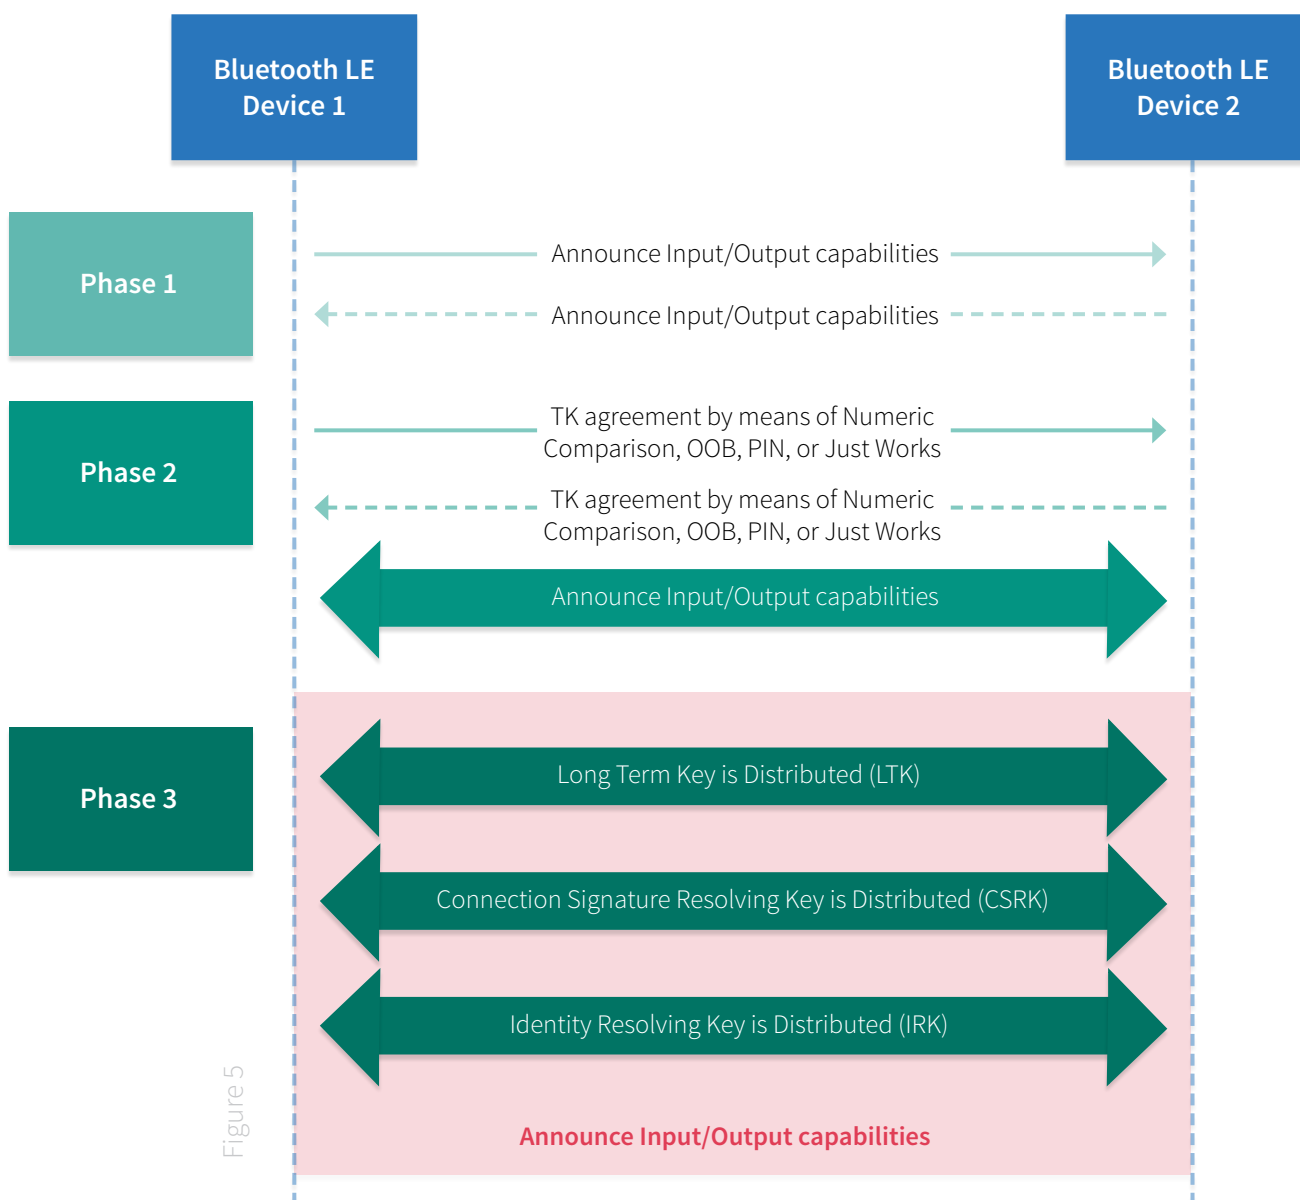 Bluetooth LE
Device 1
Bluetooth LE
Device 2
Phase 1
Announce Input/Output capabilities
Announce Input/Output capabilities
Phase 2
TK agreement by means of Numeric
Comparison, OOB, PIN, or Just Works
TK agreement by means of Numeric
Comparison, OOB, PIN, or Just Works
Announce Input/Output capabilities
Phase 3
Long Term Key is Distributed (LTK)
Connection Signature Resolving Key is Distributed (CSRK)
Identity Resolving Key is Distributed (IRK)
Announce Input/Output capabilities
Figure 5